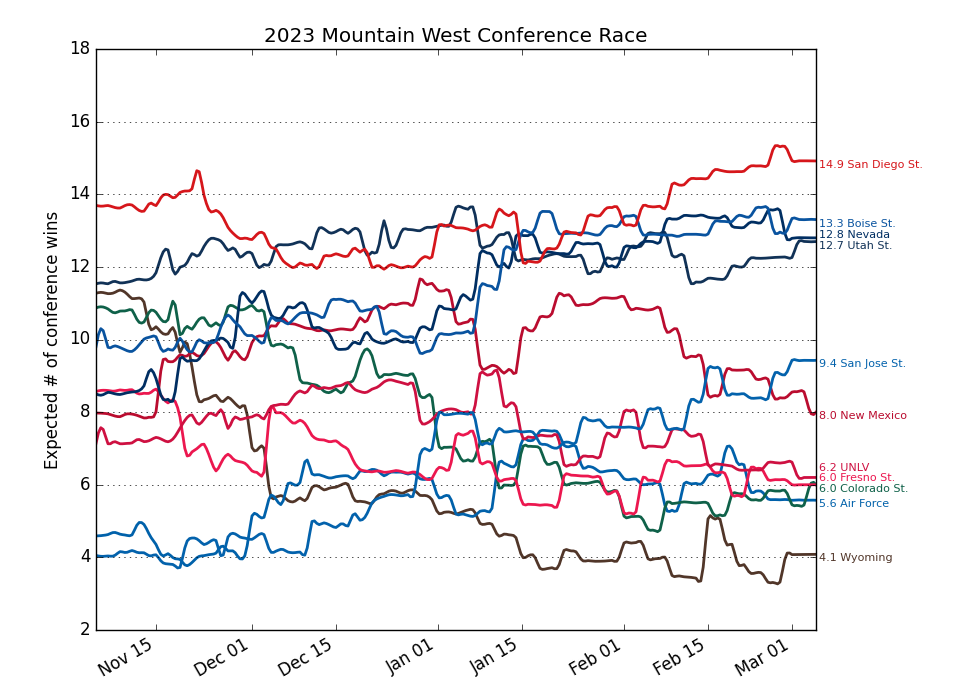 2023 Mountain West Conference Race
Expected # of conference wins
18
16
14
12
10
8
6
4
2
14.9 San Diego St.
13.3 Boise St.
12.8 Nevada
12.7 Utah St.
9.4 San Jose St.
8.0 New Mexico
6.2 UNLV
6.0 Fresno St.
6.0 Colorado St.
5.6 Air Force
4.1 Wyoming
Nov 15
Dec 01
Dec 15
Jan 01
Jan 15
Feb 01
Feb 15
Mar 01